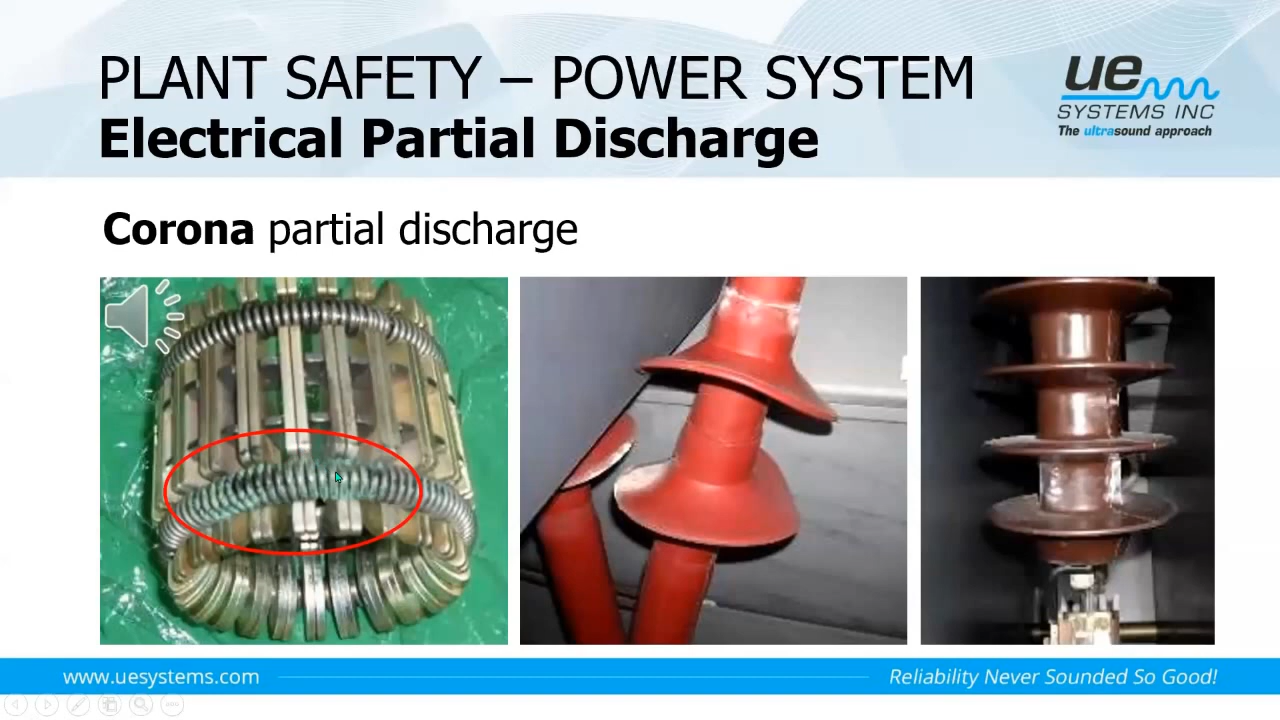 PLANT SAFETY – POWER SYSTEM
Electrical Partial Discharge
ue
SYSTEMS INC
The ultrasound approach
Corona partial discharge
www.uesystems.com
Reliability Never Sounded So Good!